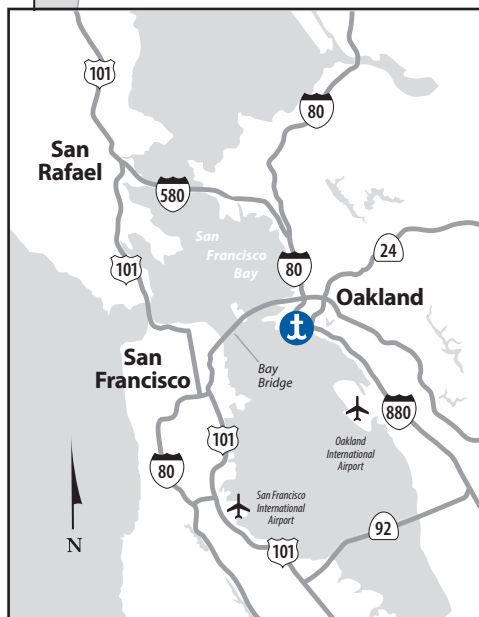 101
80
San
Rafael
580
San
Francisco
Bay
101
80
24
Oakland
San
Francisco
Bay
Bridge
101
880
Oakland
International
Airport
80
San Francisco
International
Airport
N
101
92